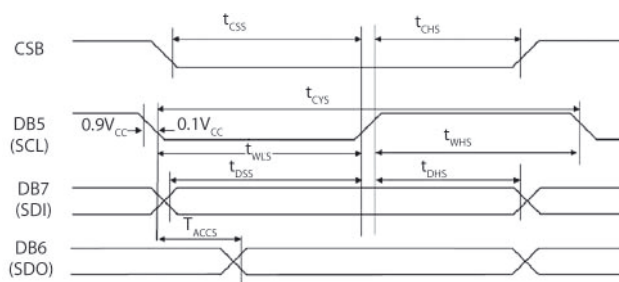 t_CSS t_CHS
CSB
t_CYS
DB5 0.9V_CC 0.1V_CC
(SCL)
t_WLS t_WHS
t_DSS t_DHS
DB7
(SDI)
T_ACCS
DB6
(SDO)